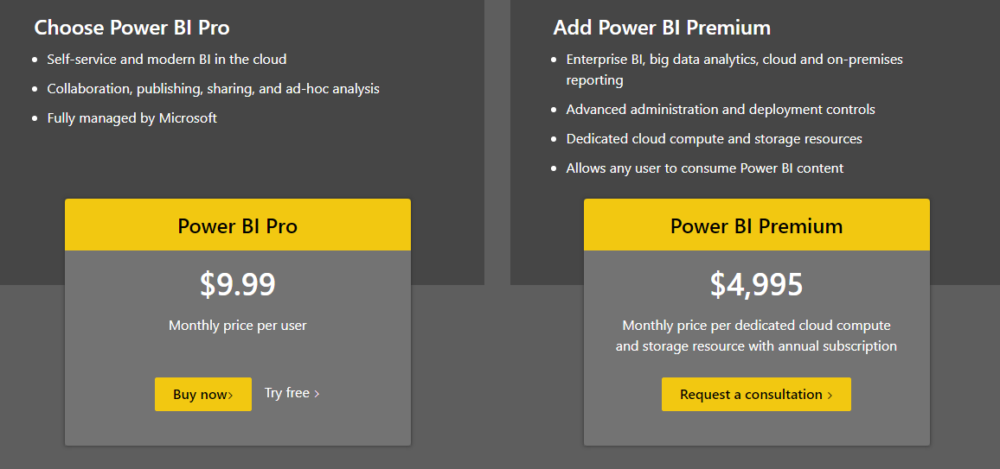 Choose Power BI Pro
Self-service and modern BI in the cloud
Collaboration, publishing, sharing, and ad-hoc analysis
Fully managed by Microsoft
Power BI Pro
$9.99
Monthly price per user
Buy now>
Try free >
Add Power BI Premium
Enterprise BI, big data analytics, cloud and on-premises
reporting
Advanced administration and deployment controls
Dedicated cloud compute and storage resources
Allows any user to consume Power BI content
Power BI Premium
$4,995
Monthly price per dedicated cloud compute
and storage resource with annual subscription
Request a consultation >